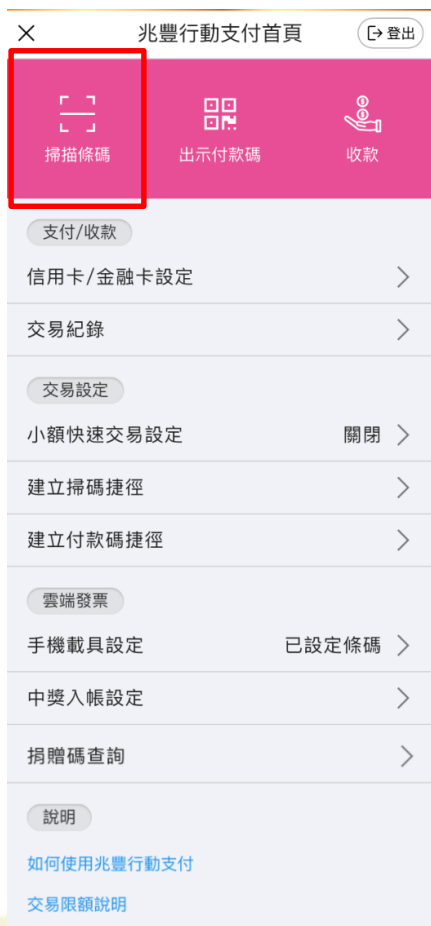 兆豐行動支付首頁 登出
掃描條碼 出示付款碼 收款
支付/收款
信用卡/金融卡設定
交易紀錄
交易設定
小額快速交易設定 關閉
建立掃碼捷徑
建立付款碼捷徑
雲端發票
手機載具設定 已設定條碼
中獎入帳設定
捐贈碼查詢
說明
如何使用兆豐行動支付
交易限額說明